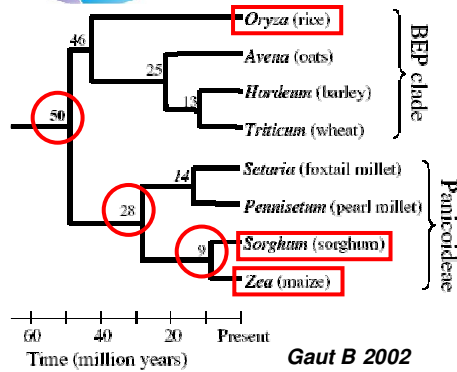 Oryza (rice)
46
Avena (oats)
25
Hordeum (barley)
13
50
Triticum (wheat)
BEP clade
Setaria (foxtail millet)
14
Pennisetum (pearl millet)
28
Sorghum (sorghum)
9
Zea (maize)
Panicoideae
60 40 20 Present
Time (million years)
Gaut B 2002